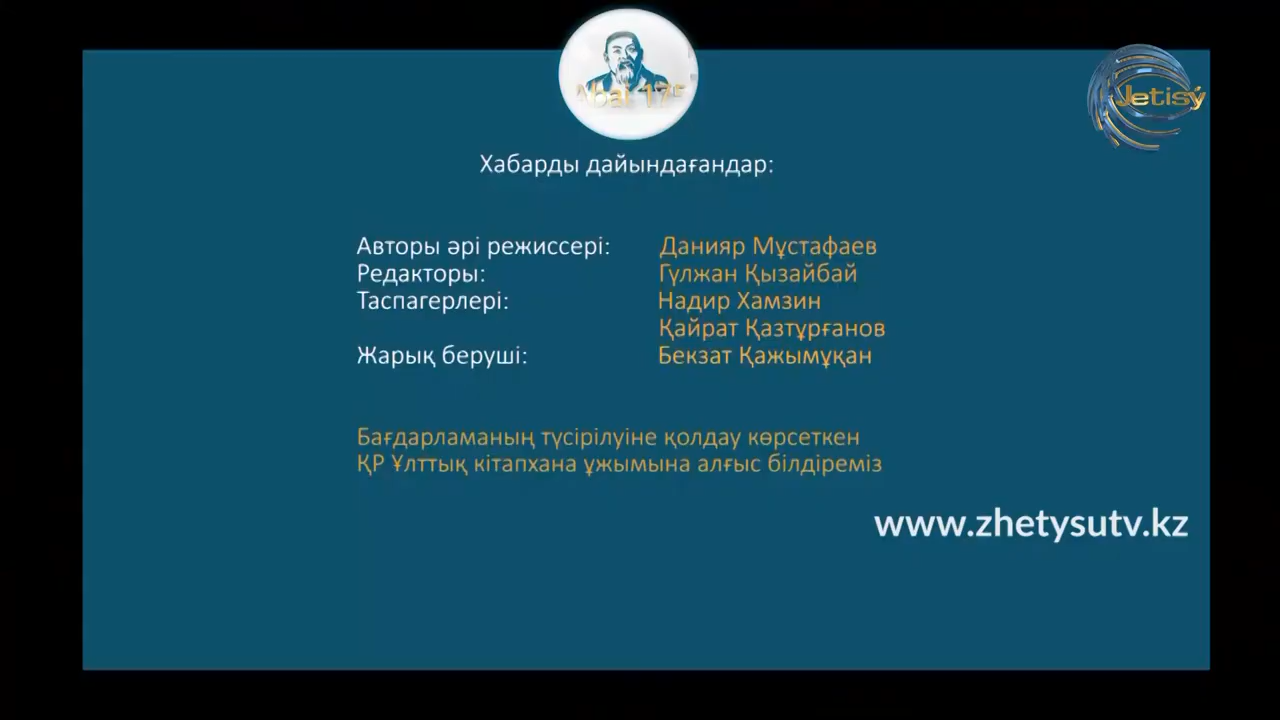 Abai 175
Jetisý
Хабарды дайындағандар:
Авторы әрі режиссері: Данияр Мұстафаев
Редакторы: Гүлжан Қызайбай
Таспагерлері: Надир Хамзин
Қайрат Қазтұрғанов
Жарық беруші: Бекзат Қажымұқан
Бағдарламаның түсірілуіне қолдау көрсеткен
ҚР Ұлттық кітапхана ұжымына алғыс білдіреміз
www.zhetysutv.kz